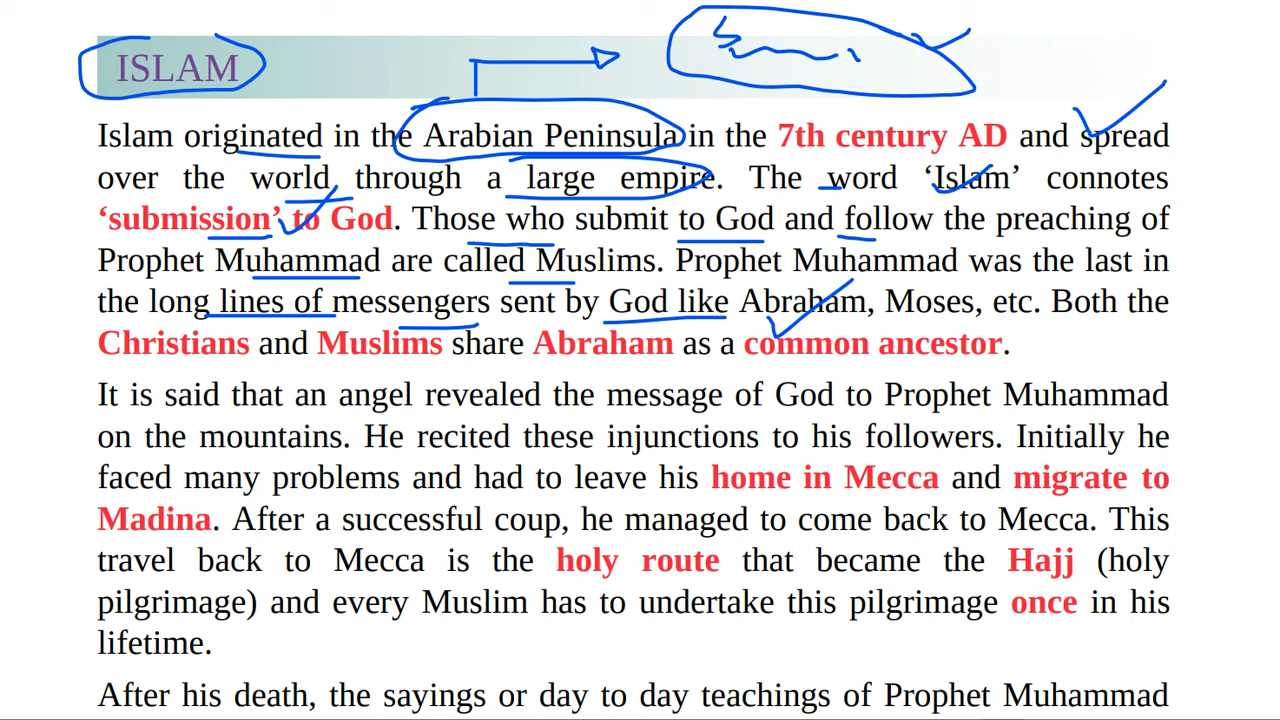 ISLAM
Islam originated in the Arabian Peninsula in the 7th century AD and spread
over the world through a large empire. The word ‘Islam’ connotes
‘submission’ to God. Those who submit to God and follow the preaching of
Prophet Muhammad are called Muslims. Prophet Muhammad was the last in
the long lines of messengers sent by God like Abraham, Moses, etc. Both the
Christians and Muslims share Abraham as a common ancestor.
It is said that an angel revealed the message of God to Prophet Muhammad
on the mountains. He recited these injunctions to his followers. Initially he
faced many problems and had to leave his home in Mecca and migrate to
Madina. After a successful coup, he managed to come back to Mecca. This
travel back to Mecca is the holy route that became the Hajj (holy
pilgrimage) and every Muslim has to undertake this pilgrimage once in his
lifetime.
After his death, the sayings or day to day teachings of Prophet Muhammad